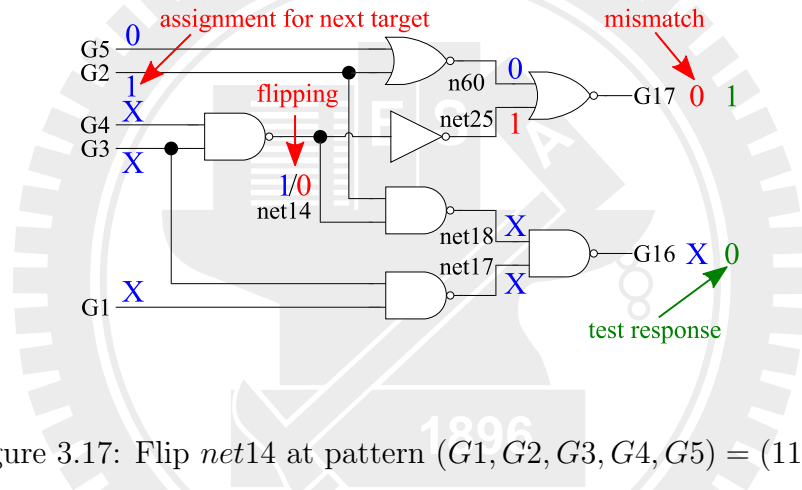 assignment for next target
mismatch
G5 0
G2
1
flipping
n60
0
G17 0 1
G4 X
net25
1
G3
X
1/0
net14
net18
X
G16 X 0
net17
X
X
G1
test response
1896
gure 3.17: Flip net14 at pattern (G1, G2, G3, G4, G5) = (11